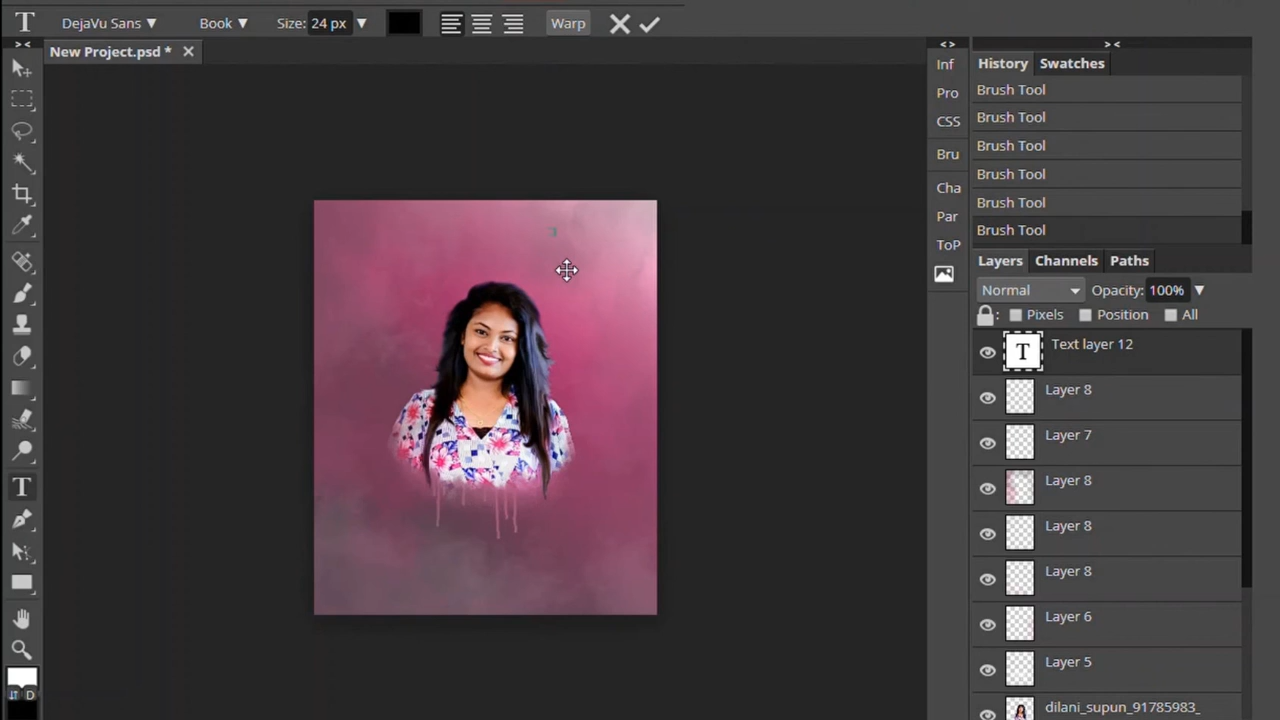 T DejaVu Sans Book Size: 24 px Warp
New Project.psd *
Inf
Pro
CSS
Bru
Cha
Par
ToP
History Swatches
Brush Tool
Brush Tool
Brush Tool
Brush Tool
Brush Tool
Brush Tool
Layers Channels Paths
Normal Opacity: 100%
Pixels Position All
T Text layer 12
Layer 8
Layer 7
Layer 8
Layer 8
Layer 8
Layer 6
Layer 5
dilani_supun_91785983_
T
D